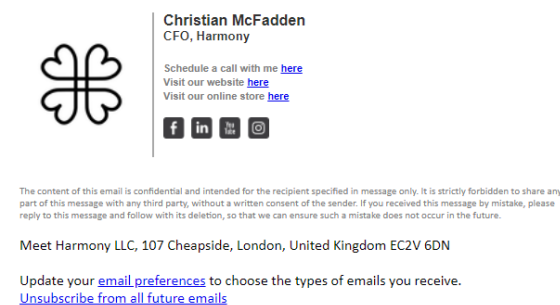 Christian McFadden
CFO, Harmony
Schedule a call with me here
Visit our website here
Visit our online store here
f in You Tube
The content of this email is confidential and intended for the recipient specified in message only. It is strictly forbidden to share any
part of this message with any third party, without a written consent of the sender. If you received this message by mistake, please
reply to this message and follow with its deletion, so that we can ensure such a mistake does not occur in the future.
Meet Harmony LLC, 107 Cheapside, London, United Kingdom EC2V 6DN
Update your email preferences to choose the types of emails you receive.
Unsubscribe from all future emails